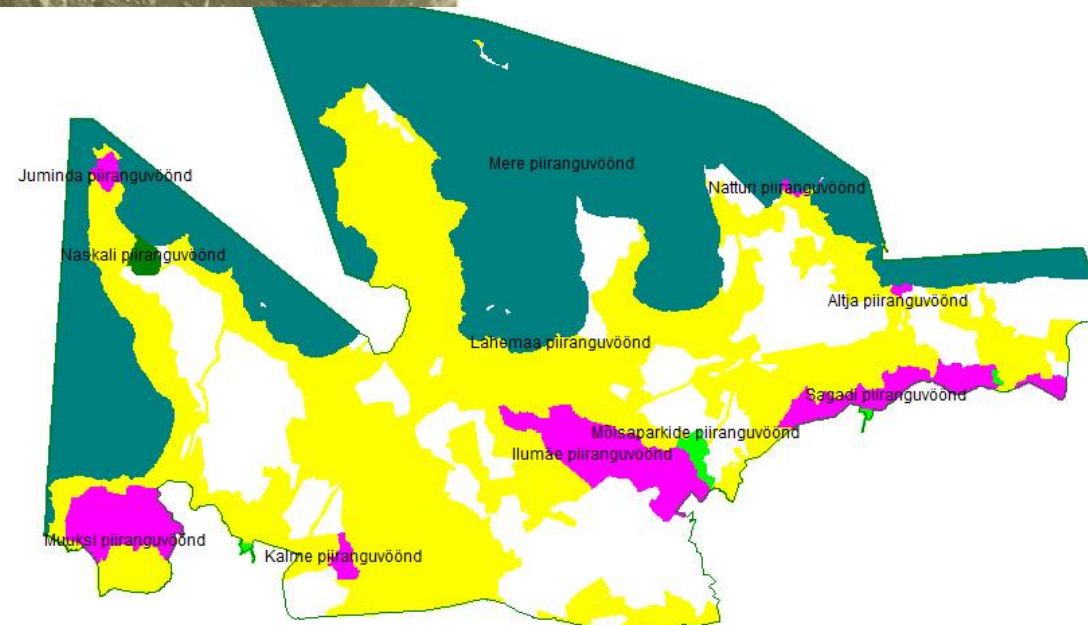 Mere piiranguvöönd
Juminda piiranguvöönd
Natturi piiranguvöönd
Naskali piiranguvöönd
Altja piiranguvöönd
Lahemaa piiranguvöönd
Sagadi piiranguvöönd
Mõisaparkide piiranguvöönd
Ilumäe piiranguvöönd
Muuksi piiranguvöönd
Kalme piiranguvöönd